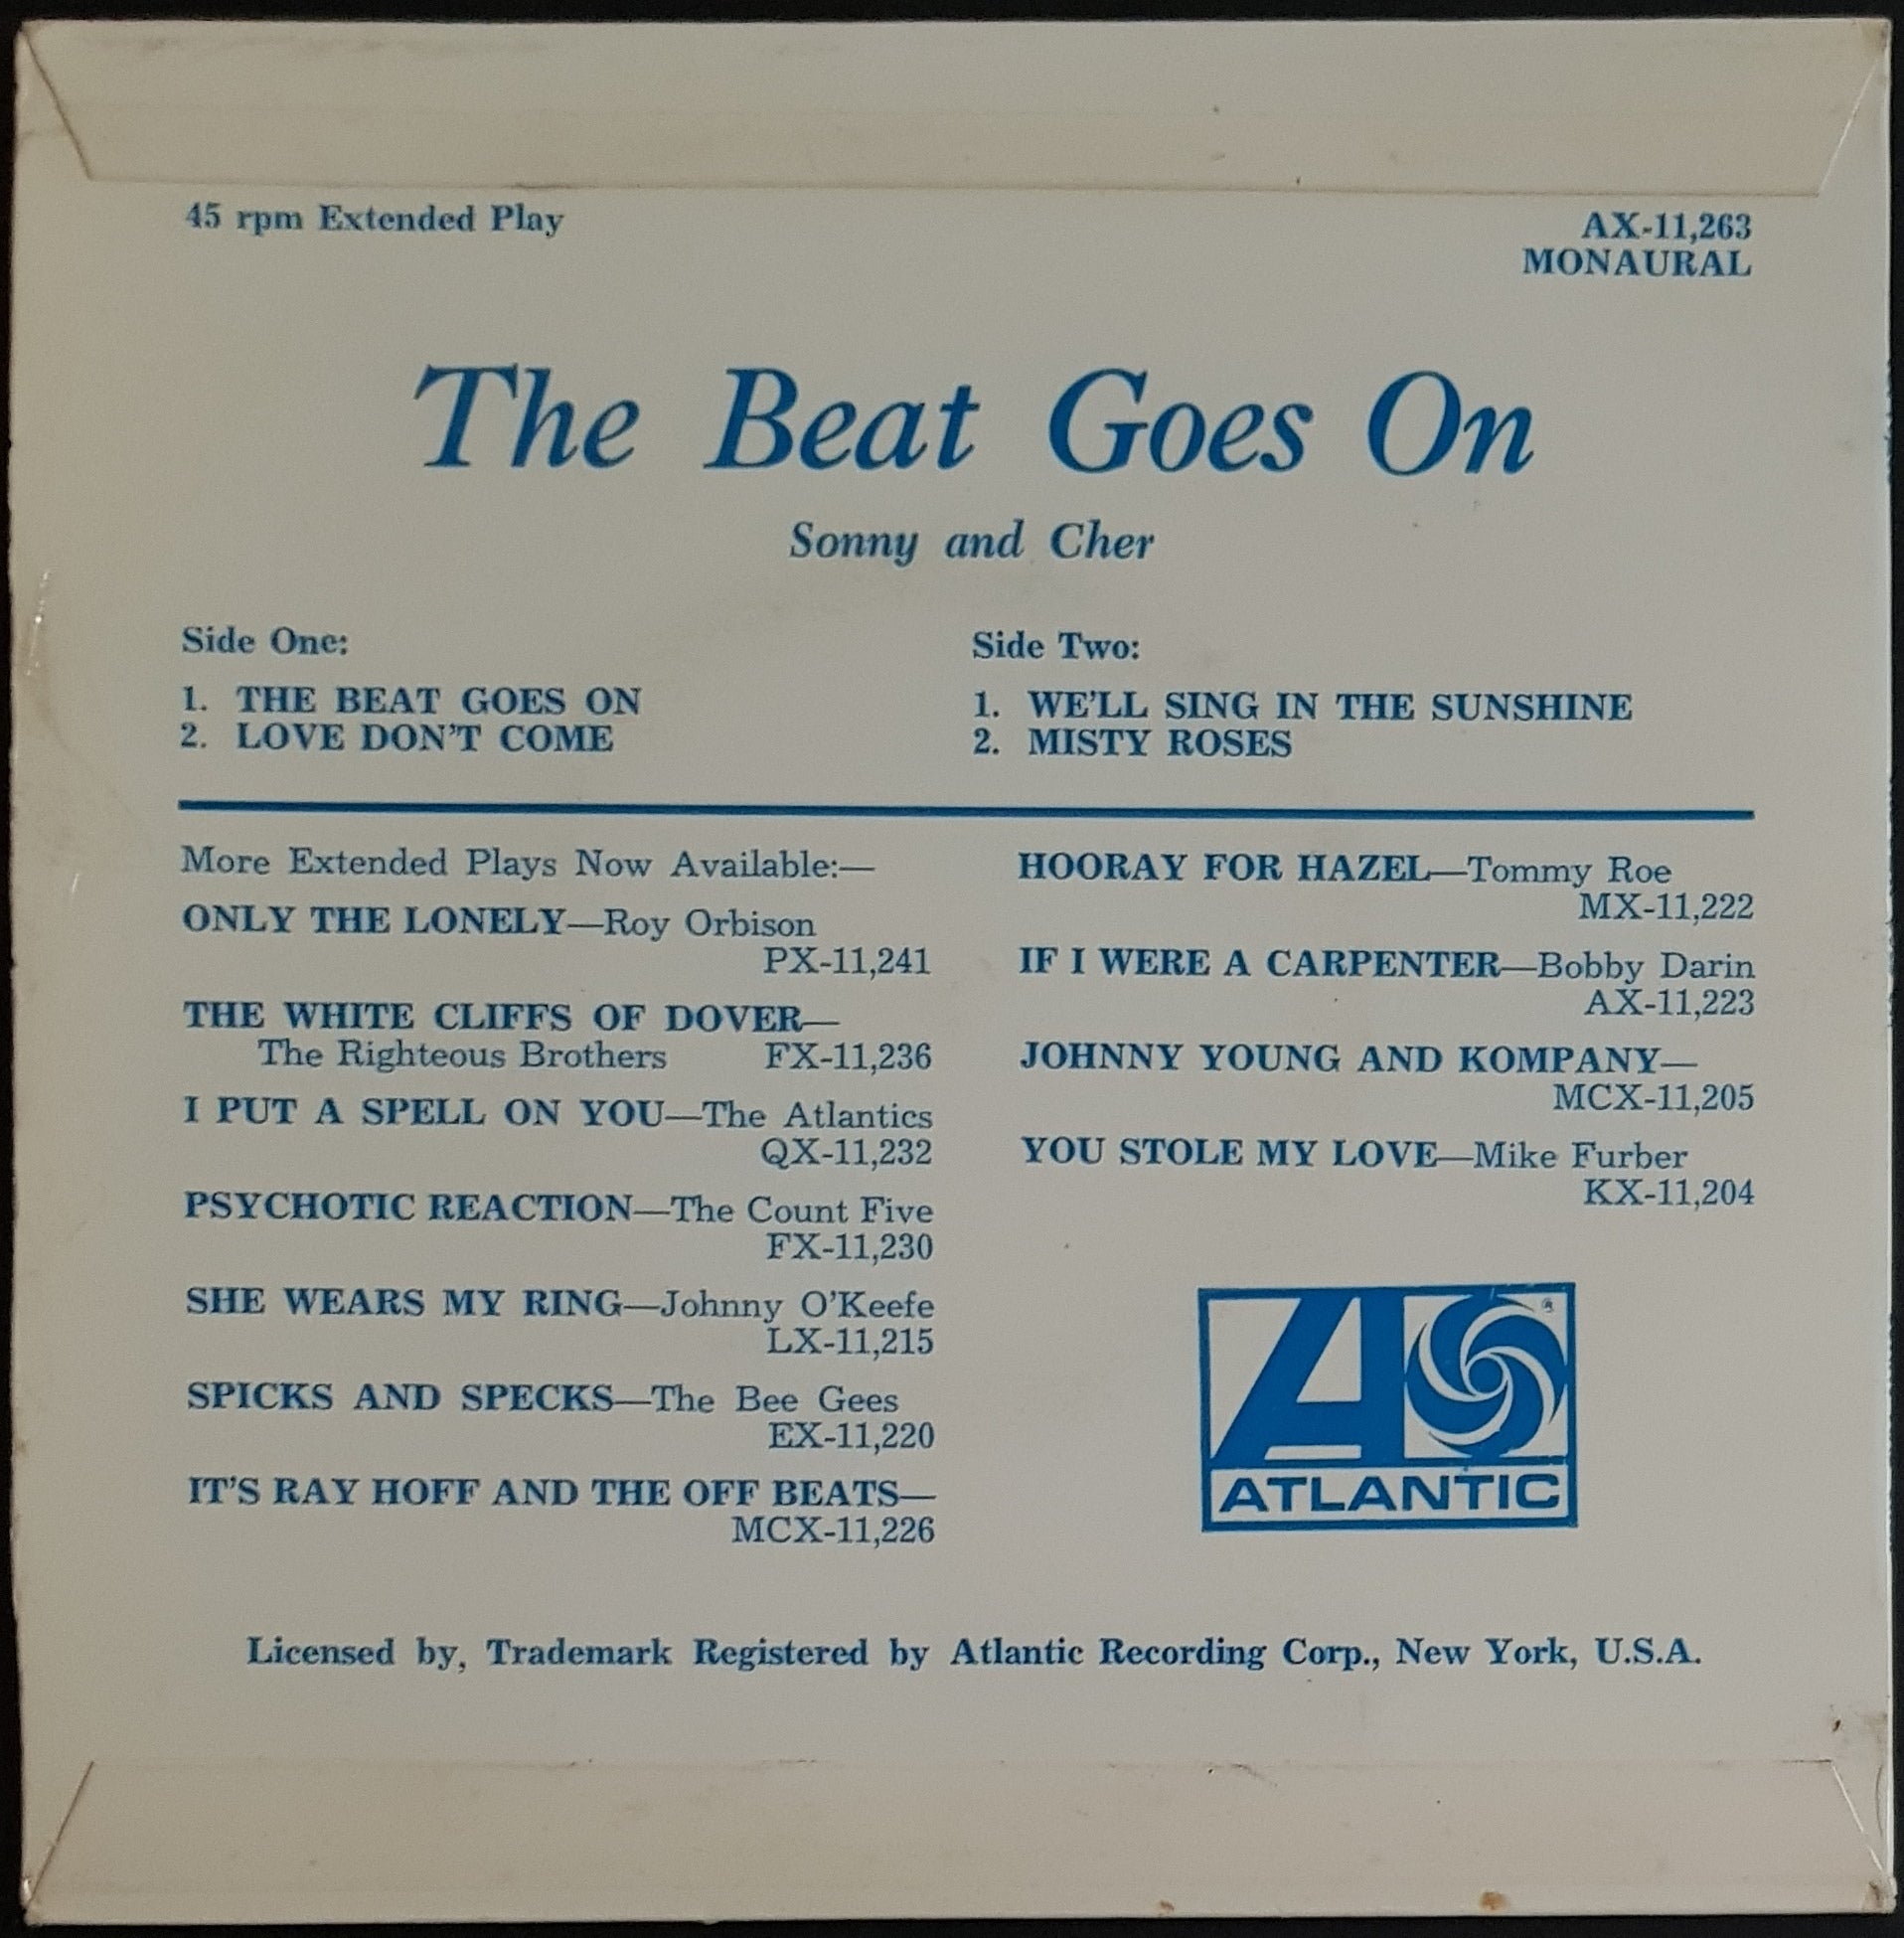 45 rpm Extended Play
AX-11,263
MONAURAL
The Beat Goes On
Sonny and Cher
Side One:
1. THE BEAT GOES ON
2. LOVE DON'T COME
Side Two:
1. WE'LL SING IN THE SUNSHINE
2. MISTY ROSES
More Extended Plays Now Available:—
ONLY THE LONELY—Roy Orbison
PX-11,241
THE WHITE CLIFFS OF DOVER—
The Righteous Brothers FX-11,236
I PUT A SPELL ON YOU—The Atlantics
QX-11,232
PSYCHOTIC REACTION—The Count Five
FX-11,230
SHE WEARS MY RING—Johnny O'Keefe
LX-11,215
SPICKS AND SPECKS—The Bee Gees
EX-11,220
IT'S RAY HOFF AND THE OFF BEATS—
MCX-11,226
HOORAY FOR HAZEL—Tommy Roe
MX-11,222
IF I WERE A CARPENTER—Bobby Darin
AX-11,223
JOHNNY YOUNG AND KOMPANY—
MCX-11,205
YOU STOLE MY LOVE—Mike Furber
KX-11,204
A ®
ATLANTIC
Licensed by, Trademark Registered by Atlantic Recording Corp., New York, U.S.A.